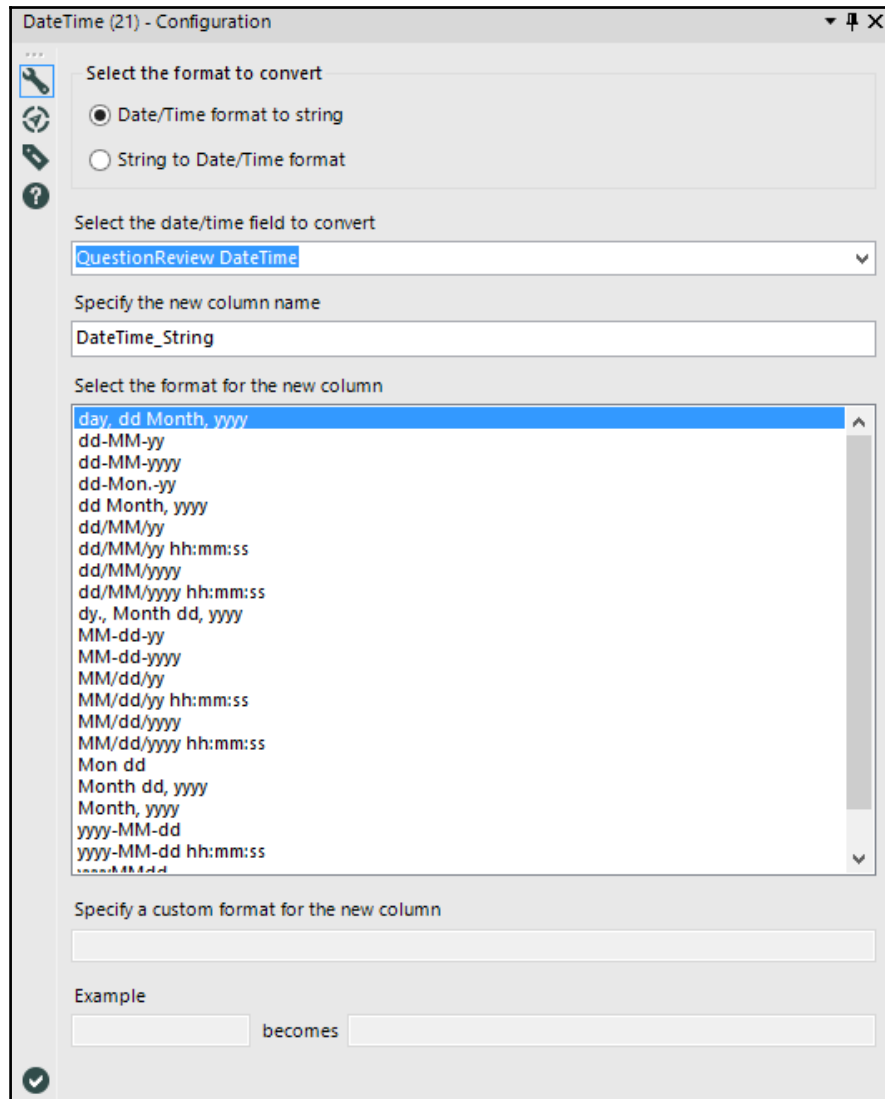 DateTime (21) - Configuration
Select the format to convert
Date/Time format to string
String to Date/Time format
Select the date/time field to convert
QuestionReview DateTime
Specify the new column name
DateTime_String
Select the format for the new column
day, dd Month, yyyy
dd-MM-yy
dd-MM-yyyy
dd-Mon.-yy
dd Month, yyyy
dd/MM/yy
dd/MM/yy hh:mm:ss
dd/MM/yyyy
dd/MM/yyyy hh:mm:ss
dy., Month dd, yyyy
MM-dd-yy
MM-dd-yyyy
MM/dd/yy
MM/dd/yy hh:mm:ss
MM/dd/yyyy
MM/dd/yyyy hh:mm:ss
Mon dd
Month dd, yyyy
Month, yyyy
yyyy-MM-dd
yyyy-MM-dd hh:mm:ss
yyyyMMdd
Specify a custom format for the new column
Example
becomes